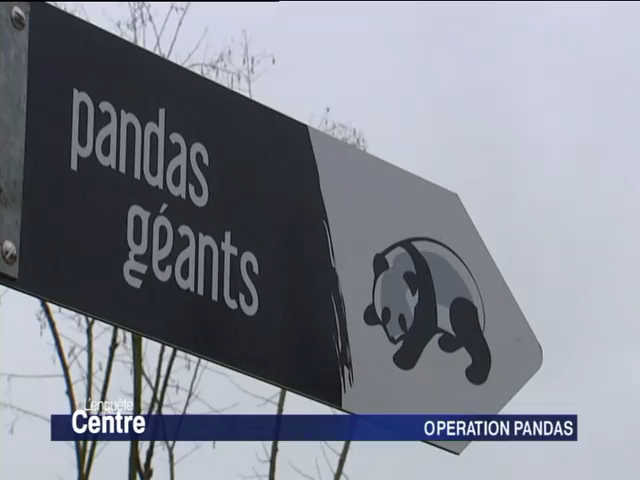 pandas
géants
L'enquête
Centre
OPERATION PANDAS